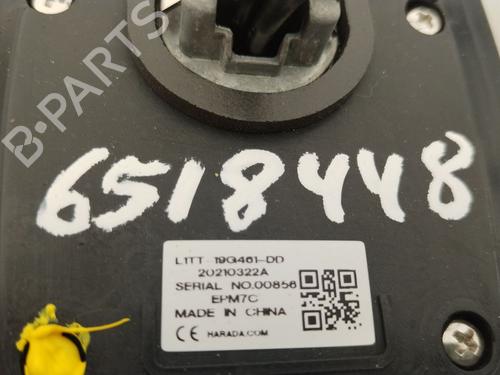 B-PARTS
6518448
L1TT-19G461-DD
20210322A
SERIAL NO.00856
EPM7C
MADE IN CHINA
CE HARADA.COM